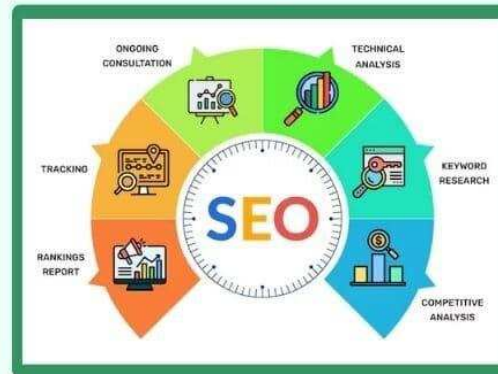 ONGOING
CONSULTATION
TECHNICAL
ANALYSIS
TRACKING
KEYWORD
RESEARCH
SEO
RANKINGS
REPORT
COMPETITIVE
ANALYSIS